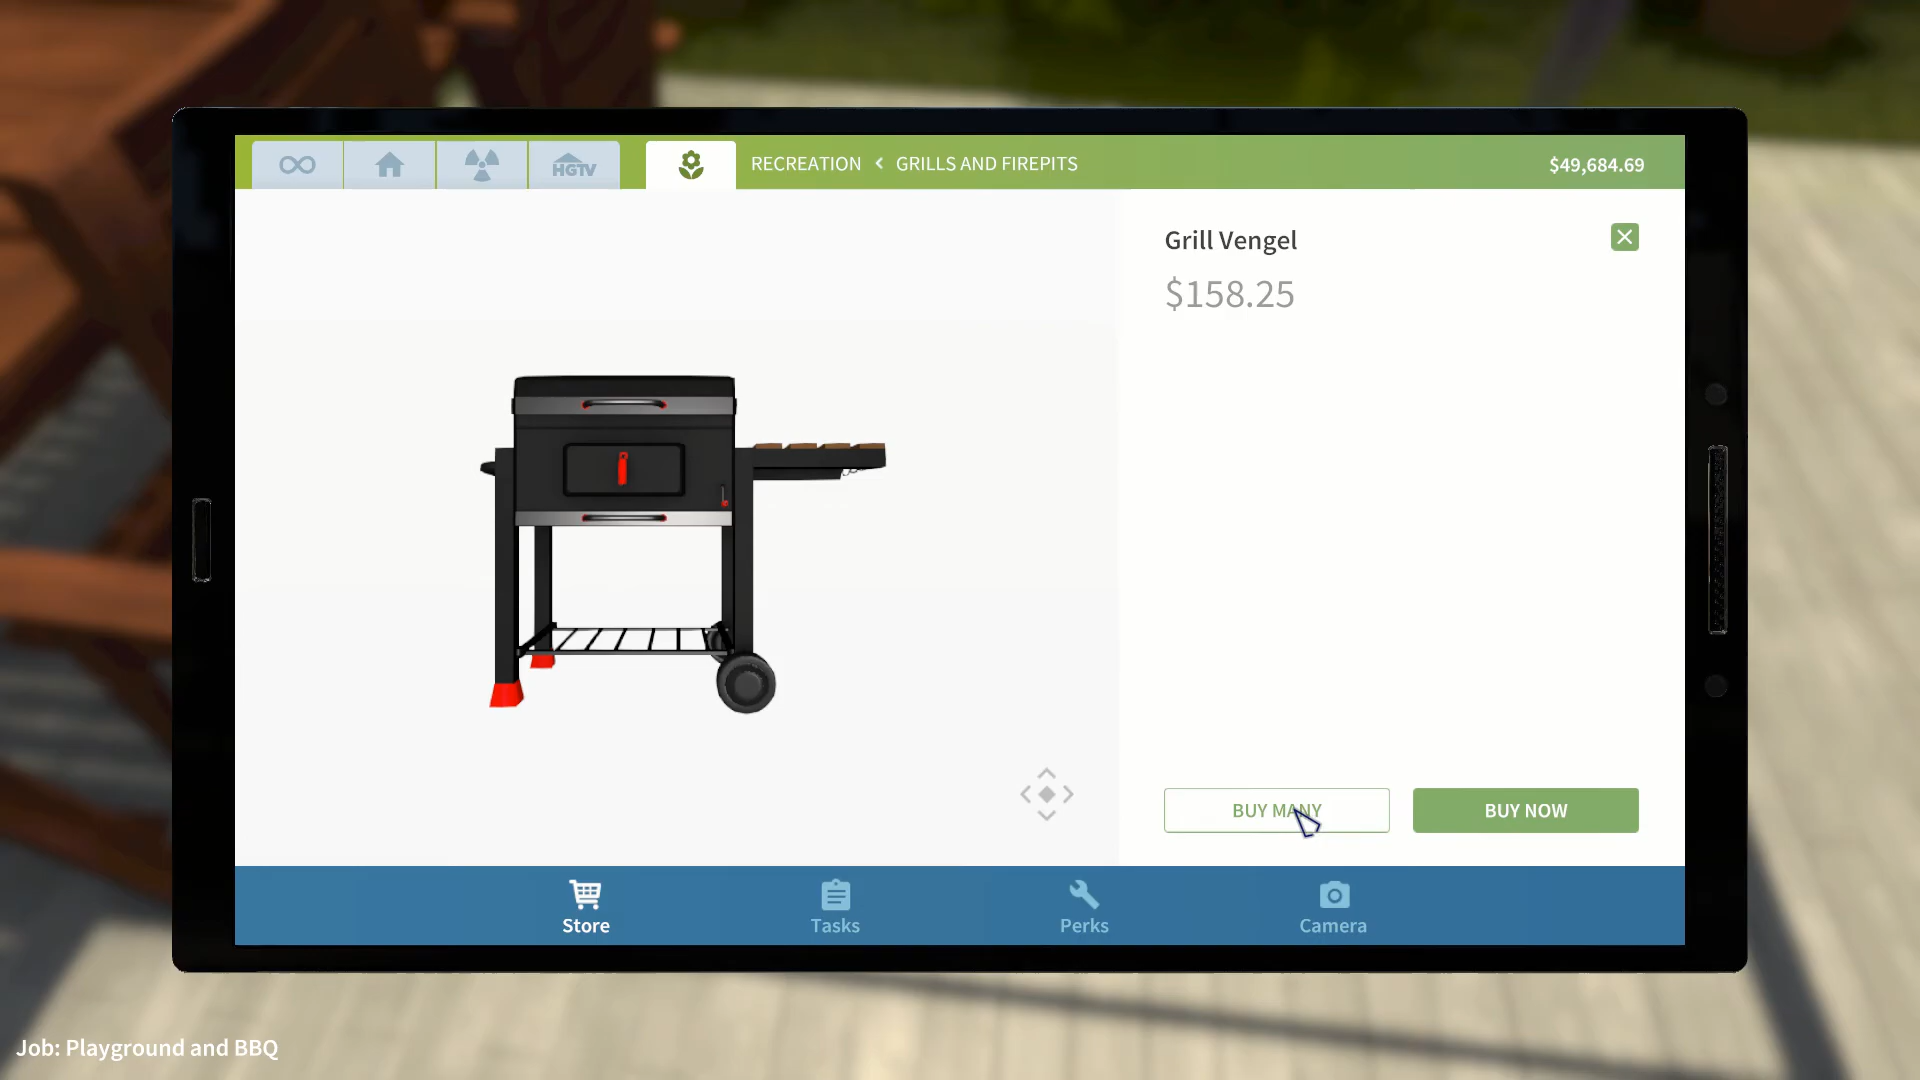 HGTV
RECREATION < GRILLS AND FIREPITS
$49,684.69
Grill Vengel
$158.25
BUY MANY
BUY NOW
Store
Tasks
Perks
Camera
Job: Playground and BBQ